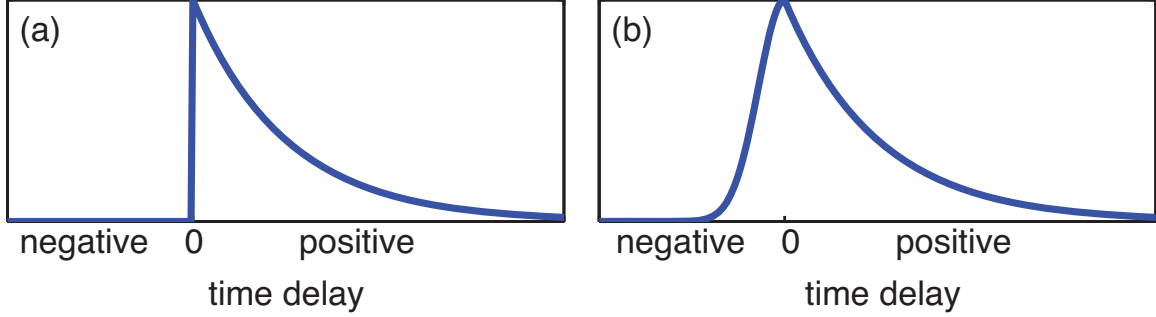 (a) (b)
negative 0 positive negative 0 positive
time delay time delay